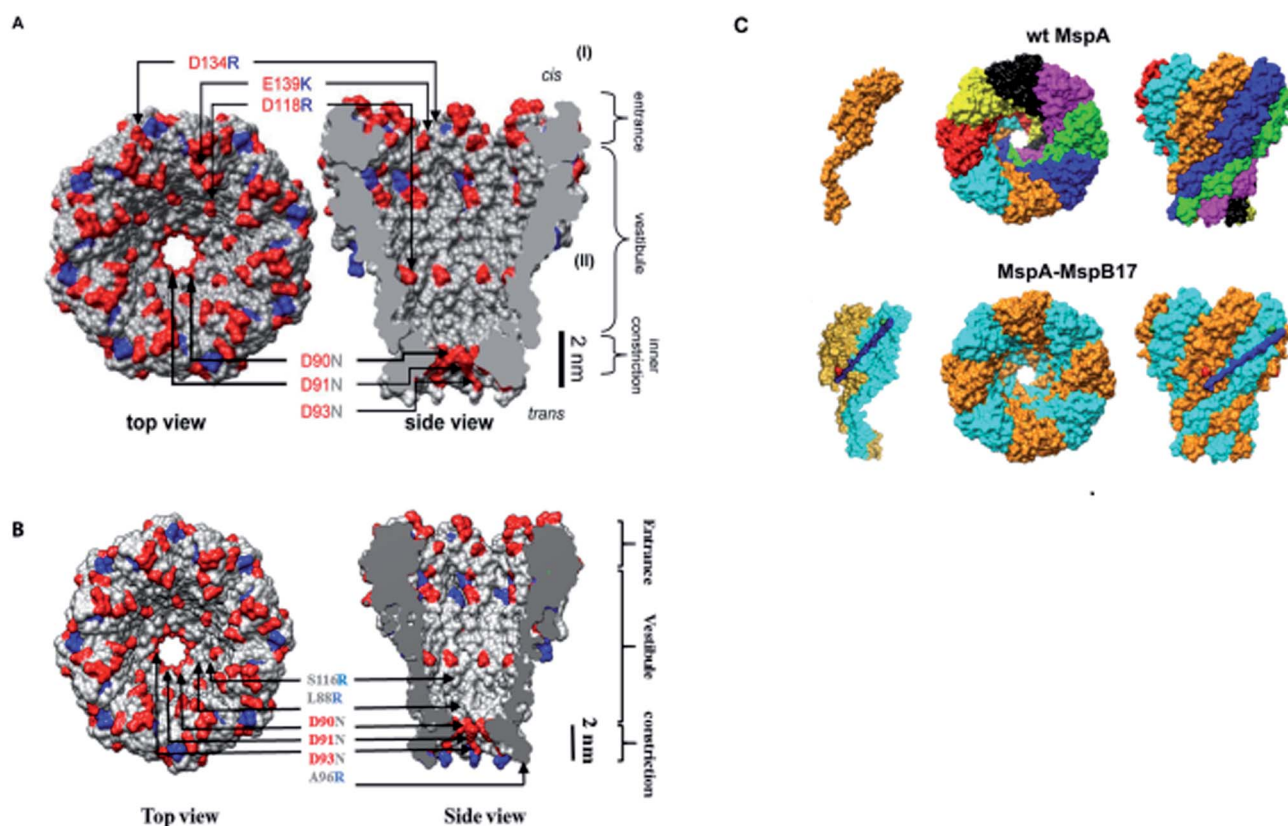 A
D134R
E139K
D118R
(I)
cis
entrance
vestibule
(II)
inner
constriction
2 nm
D90N
D91N
D93N
trans
top view
side view
B
Entrance
Vestibule
constriction
S116R
L88R
D90N
D91N
D93N
A96R
2 nm
Top view
Side view
C
wt MspA
MspA-MspB17